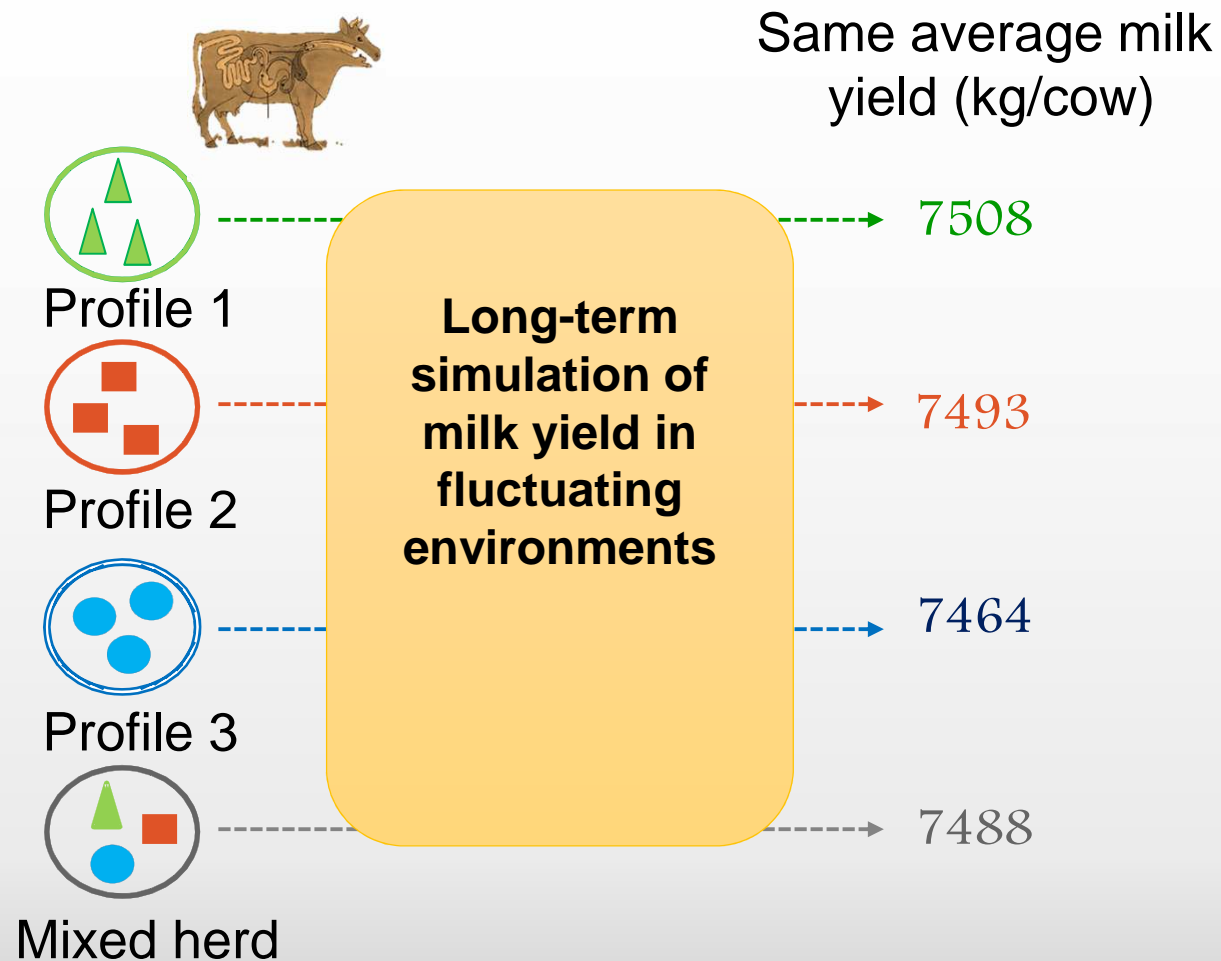 Same average milk
yield (kg/cow)
7508
Profile 1
Long-term
simulation of
milk yield in
fluctuating
environments
7493
Profile 2
7464
Profile 3
7488
Mixed herd